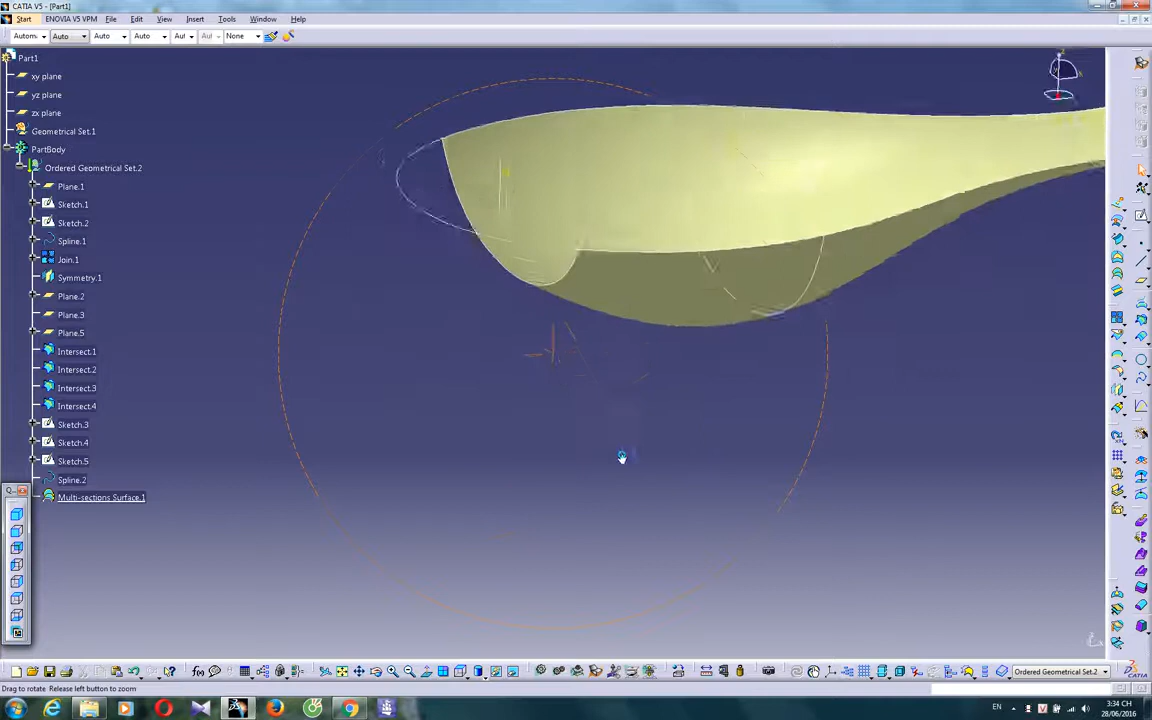 CATIA V5 - [Part1]
Start ENOVIA V5 VPM File Edit View Insert Tools Window Help
Autom. Auto Auto Auto Aut Aut None
Part1
xy plane
yz plane
zx plane
Geometrical Set.1
PartBody
Ordered Geometrical Set.2
Plane.1
Sketch.1
Sketch.2
Spline.1
Join.1
Symmetry.1
Plane.2
Plane.3
Plane.5
Intersect.1
Intersect.2
Intersect.3
Intersect.4
Sketch.3
Sketch.4
Sketch.5
Spline.2
Multi-sections Surface.1
Ordered Geometrical Set.2
Drag to rotate Release left button to zoom
EN
3:34 CH
28/06/2016